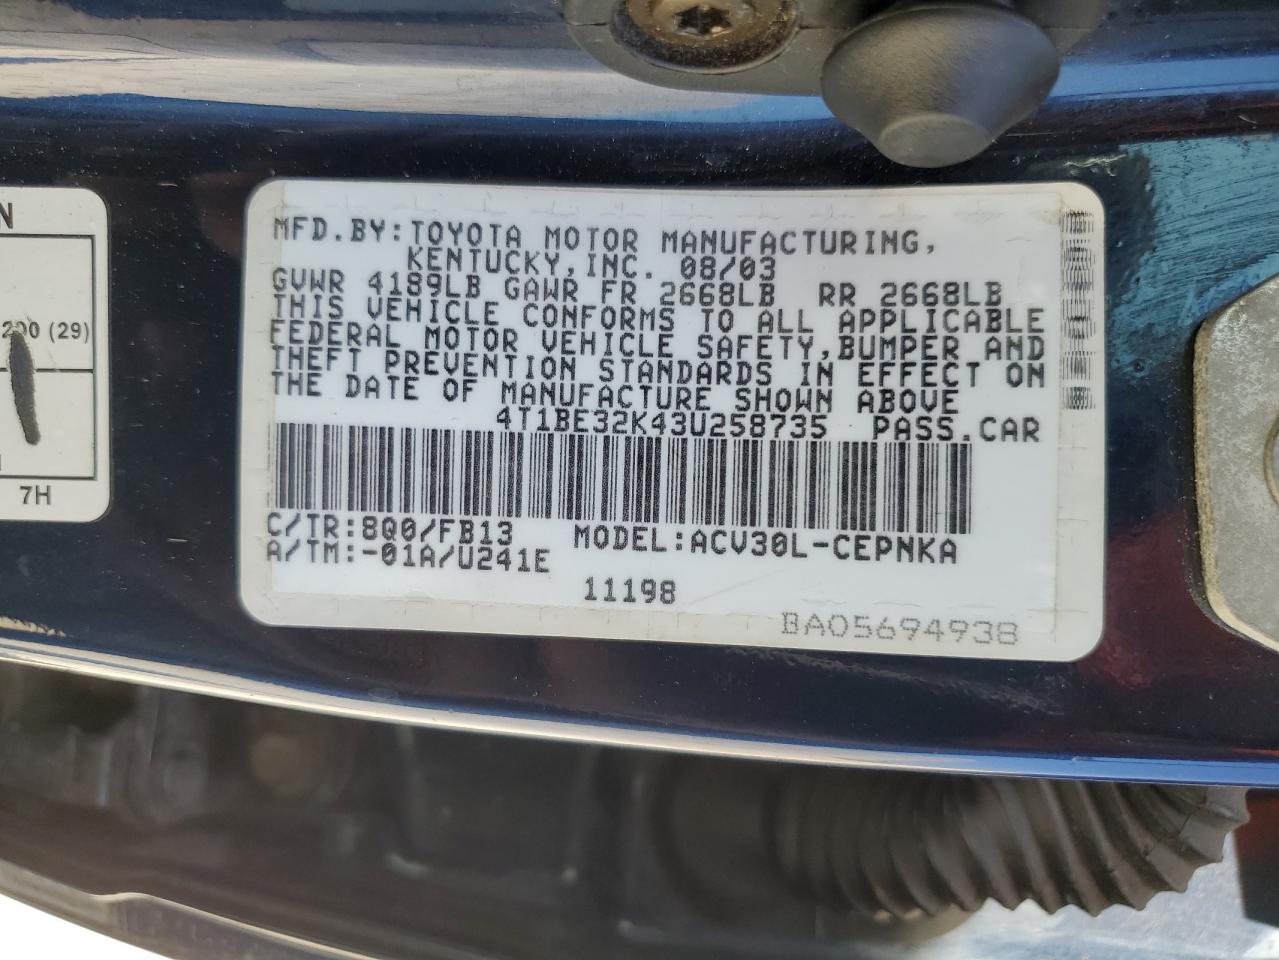 N
200 (29)
7H
MFD.BY:TOYOTA MOTOR MANUFACTURING,
KENTUCKY,INC. 08/03
GVWR 4189LB GAWR FR 2668LB RR 2668LB
THIS VEHICLE CONFORMS TO ALL APPLICABLE
FEDERAL MOTOR VEHICLE SAFETY,BUMPER AND
THEFT PREVENTION STANDARDS IN EFFECT ON
THE DATE OF MANUFACTURE SHOWN ABOVE
4T1BE32K43U258735 PASS.CAR
C/TR:8Q0/FB13 MODEL:ACV30L-CEPNKA
A/TM:-01A/U241E
11198
BA05694938